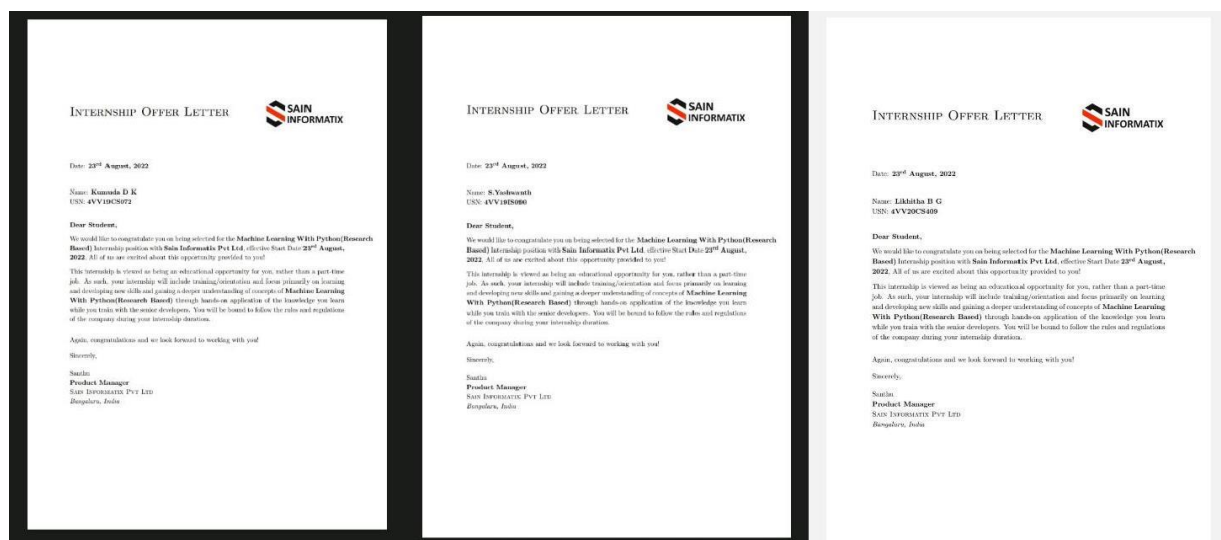 INTERNSHIP OFFER LETTER
SAIN
INFORMATIX
Date: 23rd August, 2022
Name: Kumuda D K
USN: 4VV19CS072
Dear Student,
We would like to congratulate you on being selected for the Machine Learning With Python(Research
Based) Internship position with Sain Informatix Pvt Ltd, effective Start Date 23rd August,
2022. All of us are excited about this opportunity provided to you!
This internship is viewed as being an educational opportunity for you, rather than a part-time
job. As such, your internship will include training/orientation and focus primarily on learning
and developing new skills and gaining a deeper understanding of concepts of Machine Learning
With Python(Research Based) through hands-on application of the knowledge you learn
while you train with the senior developers. You will be bound to follow the rules and regulations
of the company during your internship duration.
Again, congratulations and we look forward to working with you!
Sincerely,
Santhu
Product Manager
SAIN INFORMATIX PVT LTD
Bangaluru, India
INTERNSHIP OFFER LETTER
SAIN
INFORMATIX
Date: 23rd August, 2022
Name: S.Yashwanth
USN: 4VV19IS090
Dear Student,
We would like to congratulate you on being selected for the Machine Learning With Python(Research
Based) Internship position with Sain Informatix Pvt Ltd, effective Start Date 23rd August,
2022. All of us are excited about this opportunity provided to you!
This internship is viewed as being an educational opportunity for you, rather than a part-time
job. As such, your internship will include training/orientation and focus primarily on learning
and developing new skills and gaining a deeper understanding of concepts of Machine Learning
With Python(Research Based) through hands-on application of the knowledge you learn
while you train with the senior developers. You will be bound to follow the rules and regulations
of the company during your internship duration.
Again, congratulations and we look forward to working with you!
Sincerely,
Santhu
Product Manager
SAIN INFORMATIX PVT LTD
Bangaluru, India
INTERNSHIP OFFER LETTER
SAIN
INFORMATIX
Date: 23rd August, 2022
Name: Likhitha B G
USN: 4VV20CS409
Dear Student,
We would like to congratulate you on being selected for the Machine Learning With Python(Research
Based) Internship position with Sain Informatix Pvt Ltd, effective Start Date 23rd August,
2022. All of us are excited about this opportunity provided to you!
This internship is viewed as being an educational opportunity for you, rather than a part-time
job. As such, your internship will include training/orientation and focus primarily on learning
and developing new skills and gaining a deeper understanding of concepts of Machine Learning
With Python(Research Based) through hands-on application of the knowledge you learn
while you train with the senior developers. You will be bound to follow the rules and regulations
of the company during your internship duration.
Again, congratulations and we look forward to working with you!
Sincerely,
Santhu
Product Manager
SAIN INFORMATIX PVT LTD
Bangaluru, India